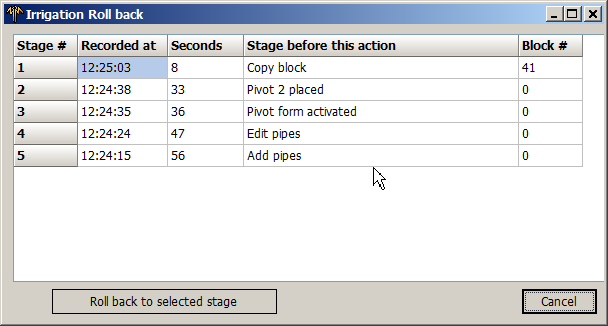 Irrigation Roll back
Stage # Recorded at Seconds Stage before this action Block #
1 12:25:03 8 Copy block 41
2 12:24:38 33 Pivot 2 placed 0
3 12:24:35 36 Pivot form activated 0
4 12:24:24 47 Edit pipes 0
5 12:24:15 56 Add pipes 0
Roll back to selected stage Cancel